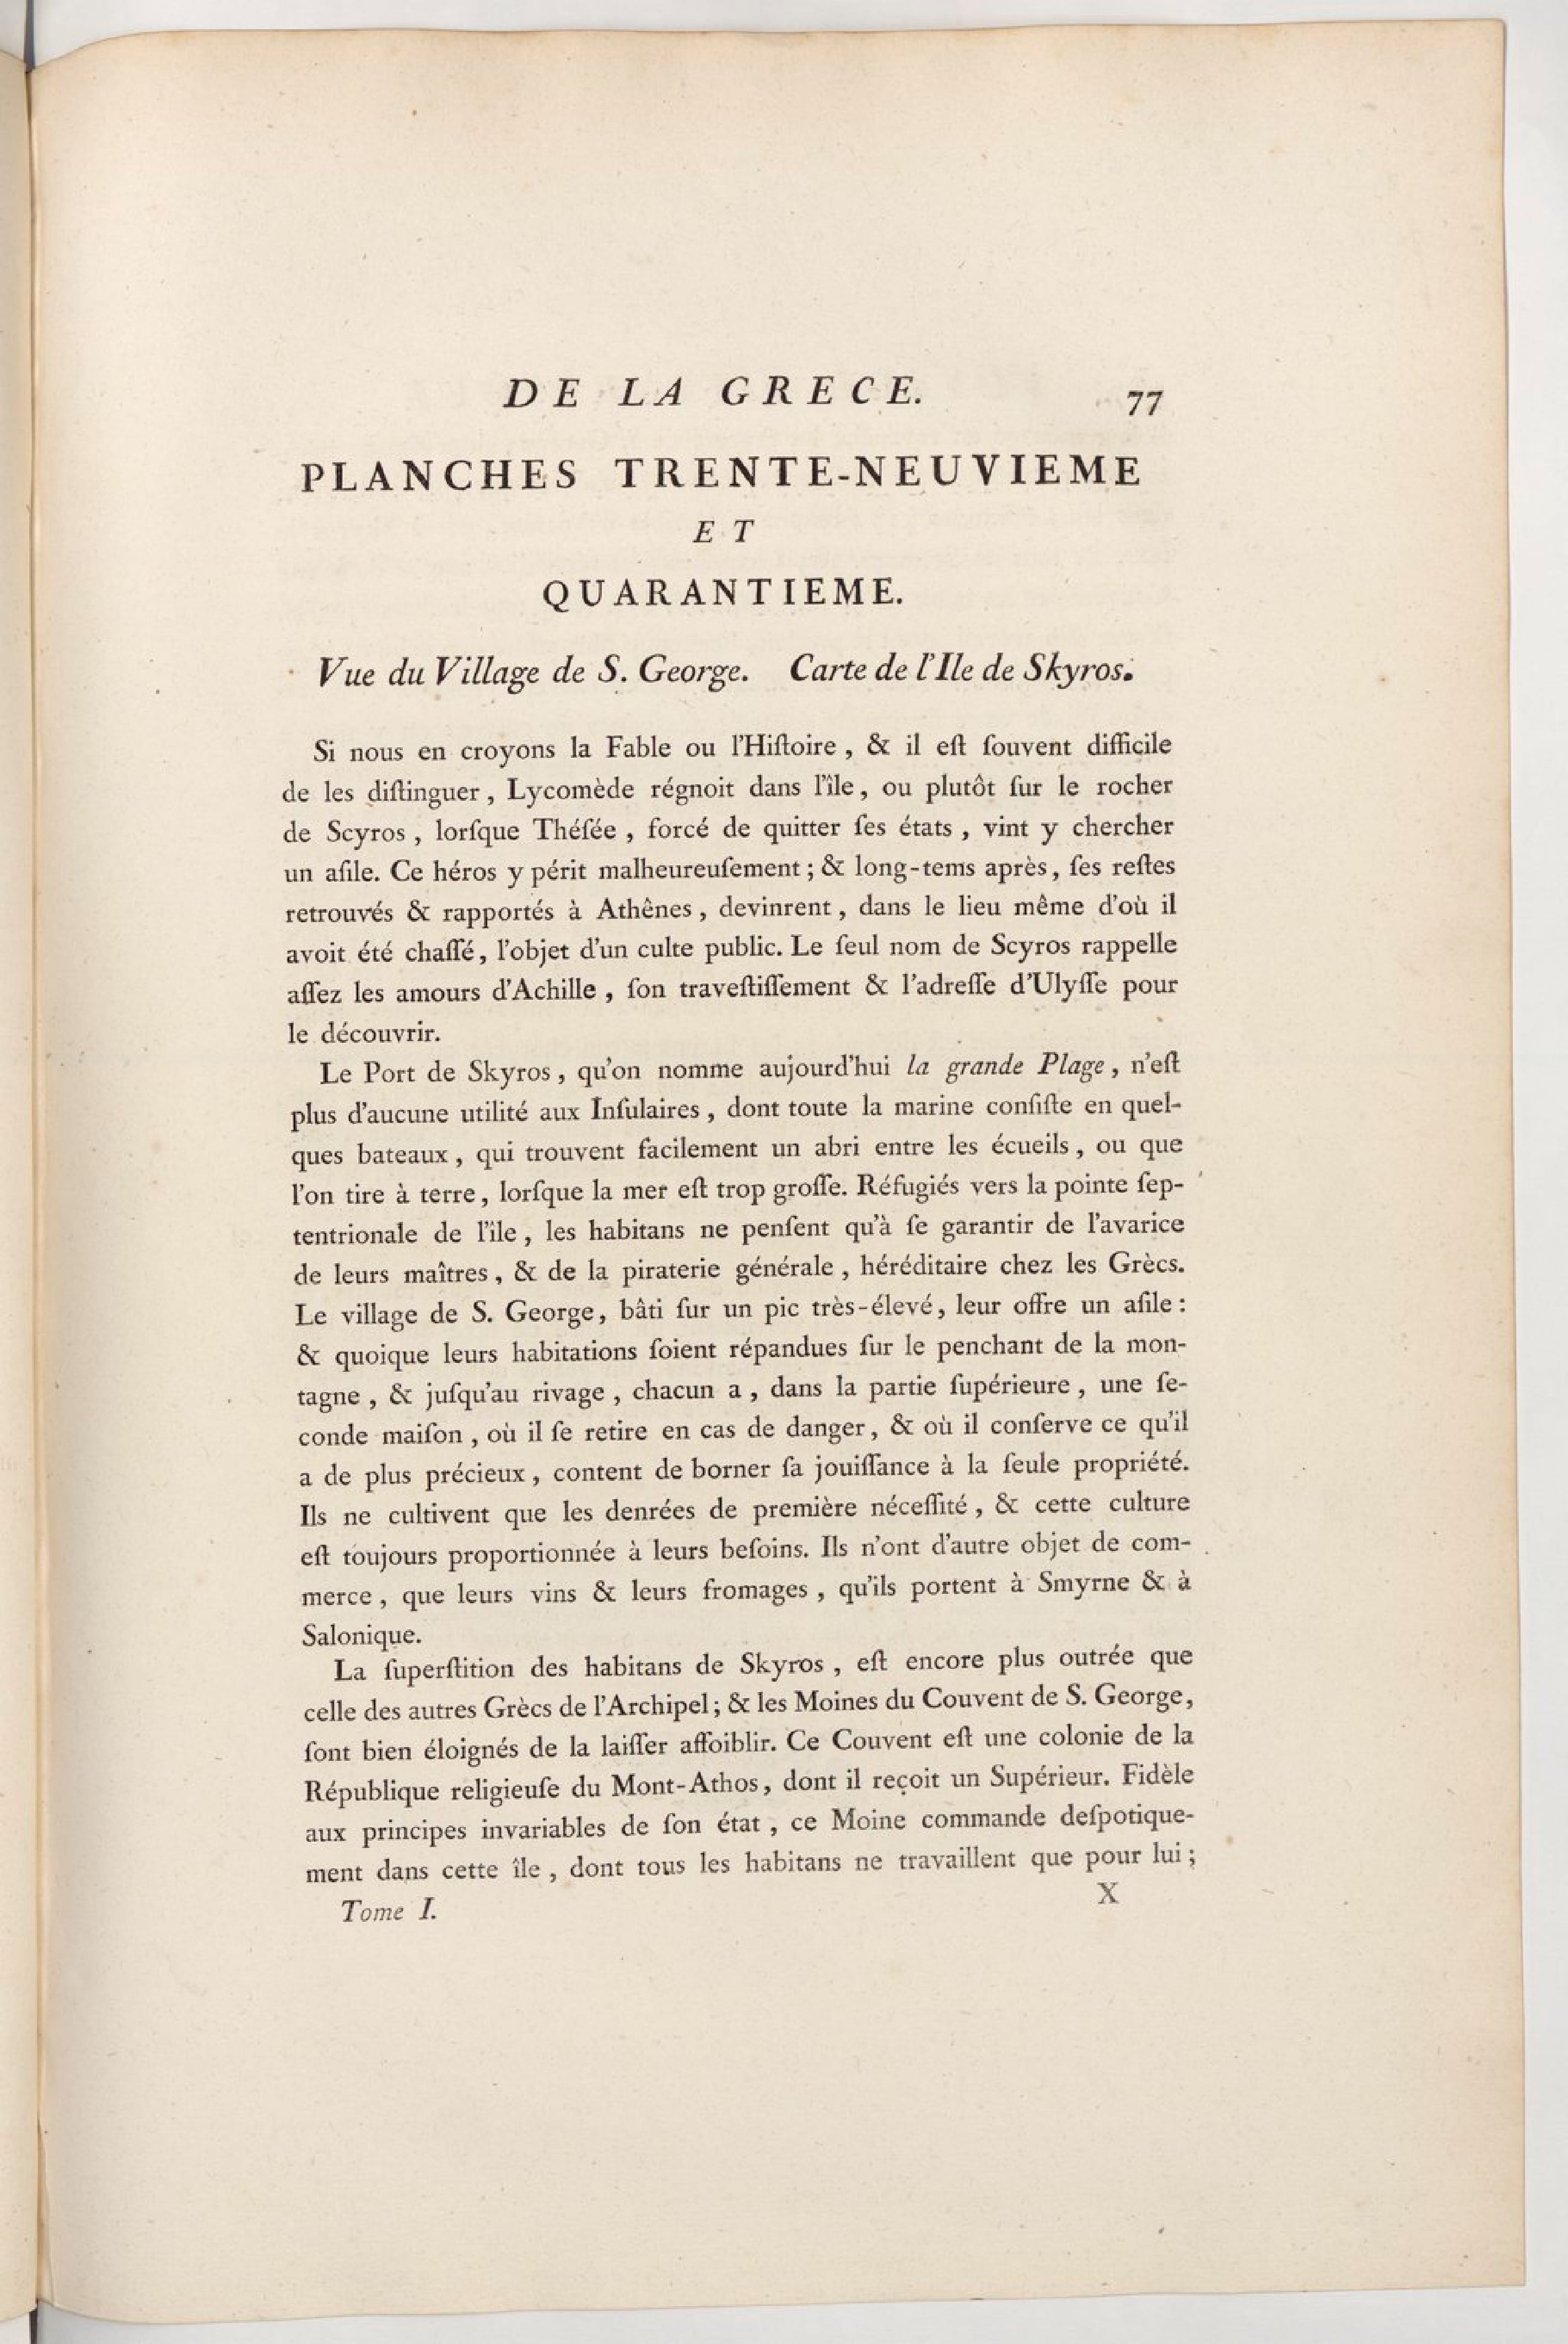 DE LA GRECE. 77
PLANCHES TRENTE-NEUVIEME
ET
QUARANTIEME.
Vue du Village de S. George. Carte de l'Ile de Skyros.
Si nous en croyons la Fable ou l'Hiſtoire, & il eſt ſouvent difficile
de les diſtinguer, Lycomède régnoit dans l'île, ou plutôt ſur le rocher
de Scyros, lorſque Théſée, forcé de quitter ſes états, vint y chercher
un aſile. Ce héros y périt malheureuſement; & long-tems après, ſes reſtes
retrouvés & rapportés à Athênes, devinrent, dans le lieu même d'où il
avoit été chaſſé, l'objet d'un culte public. Le ſeul nom de Scyros rappelle
aſſez les amours d'Achille, ſon traveſtiſſement & l'adreſſe d'Ulyſſe pour
le découvrir.
Le Port de Skyros, qu'on nomme aujourd'hui la grande Plage, n'eſt
plus d'aucune utilité aux Inſulaires, dont toute la marine conſiſte en quel-
ques bateaux, qui trouvent facilement un abri entre les écueils, ou que
l'on tire à terre, lorſque la mer eſt trop groſſe. Réfugiés vers la pointe ſep-
tentrionale de l'île, les habitans ne penſent qu'à ſe garantir de l'avarice
de leurs maîtres, & de la piraterie générale, héréditaire chez les Grècs.
Le village de S. George, bâti ſur un pic très-élevé, leur offre un aſile:
& quoique leurs habitations ſoient répandues ſur le penchant de la mon-
tagne, & juſqu'au rivage, chacun a, dans la partie ſupérieure, une ſe-
conde maiſon, où il ſe retire en cas de danger, & où il conſerve ce qu'il
a de plus précieux, content de borner ſa jouiſſance à la ſeule propriété.
Ils ne cultivent que les denrées de première néceſſité, & cette culture
eſt toujours proportionnée à leurs beſoins. Ils n'ont d'autre objet de com-
merce, que leurs vins & leurs fromages, qu'ils portent à Smyrne & à
Salonique.
La ſuperſtition des habitans de Skyros, eſt encore plus outrée que
celle des autres Grècs de l'Archipel; & les Moines du Couvent de S. George,
ſont bien éloignés de la laiſſer affoiblir. Ce Couvent eſt une colonie de la
République religieuſe du Mont-Athos, dont il reçoit un Supérieur. Fidèle
aux principes invariables de ſon état, ce Moine commande deſpotique-
ment dans cette île, dont tous les habitans ne travaillent que pour lui;
Tome I. X